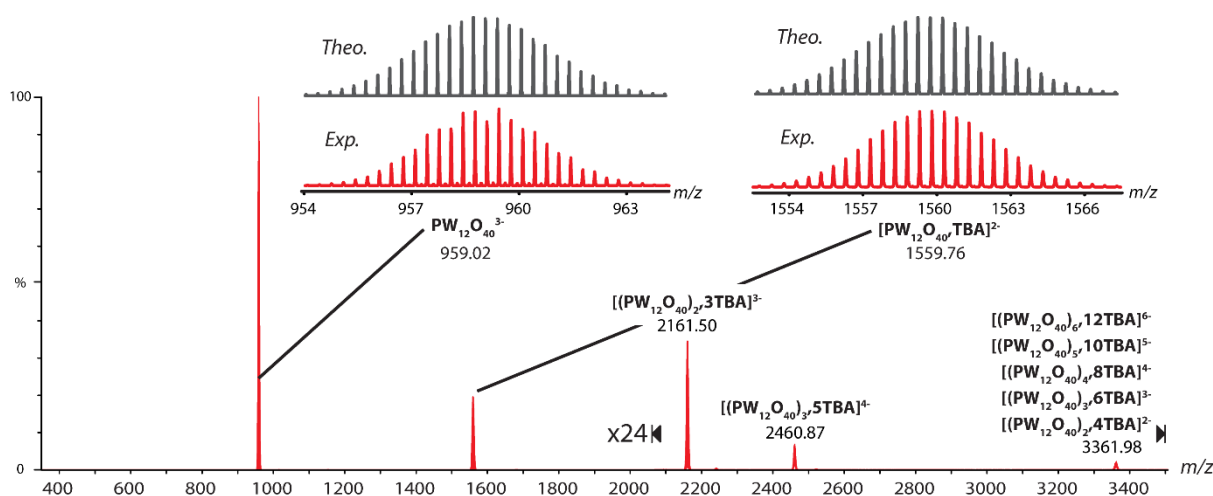 Theo.
Exp.
m/z
954
957
960
963
PW₁₂O₄₀³⁻
959.02
Theo.
Exp.
m/z
1554
1557
1560
1563
1566
[PW₁₂O₄₀,TBA]²⁻
1559.76
[(PW₁₂O₄₀)₂,3TBA]³⁻
2161.50
x24
[(PW₁₂O₄₀)₃,5TBA]⁴⁻
2460.87
[(PW₁₂O₄₀)₆,12TBA]⁶⁻
[(PW₁₂O₄₀)₅,10TBA]⁵⁻
[(PW₁₂O₄₀)₄,8TBA]⁴⁻
[(PW₁₂O₄₀)₃,6TBA]³⁻
[(PW₁₂O₄₀)₂,4TBA]²⁻
3361.98
100
%
0
400 600 800 1000 1200 1400 1600 1800 2000 2200 2400 2600 2800 3000 3200 3400 m/z